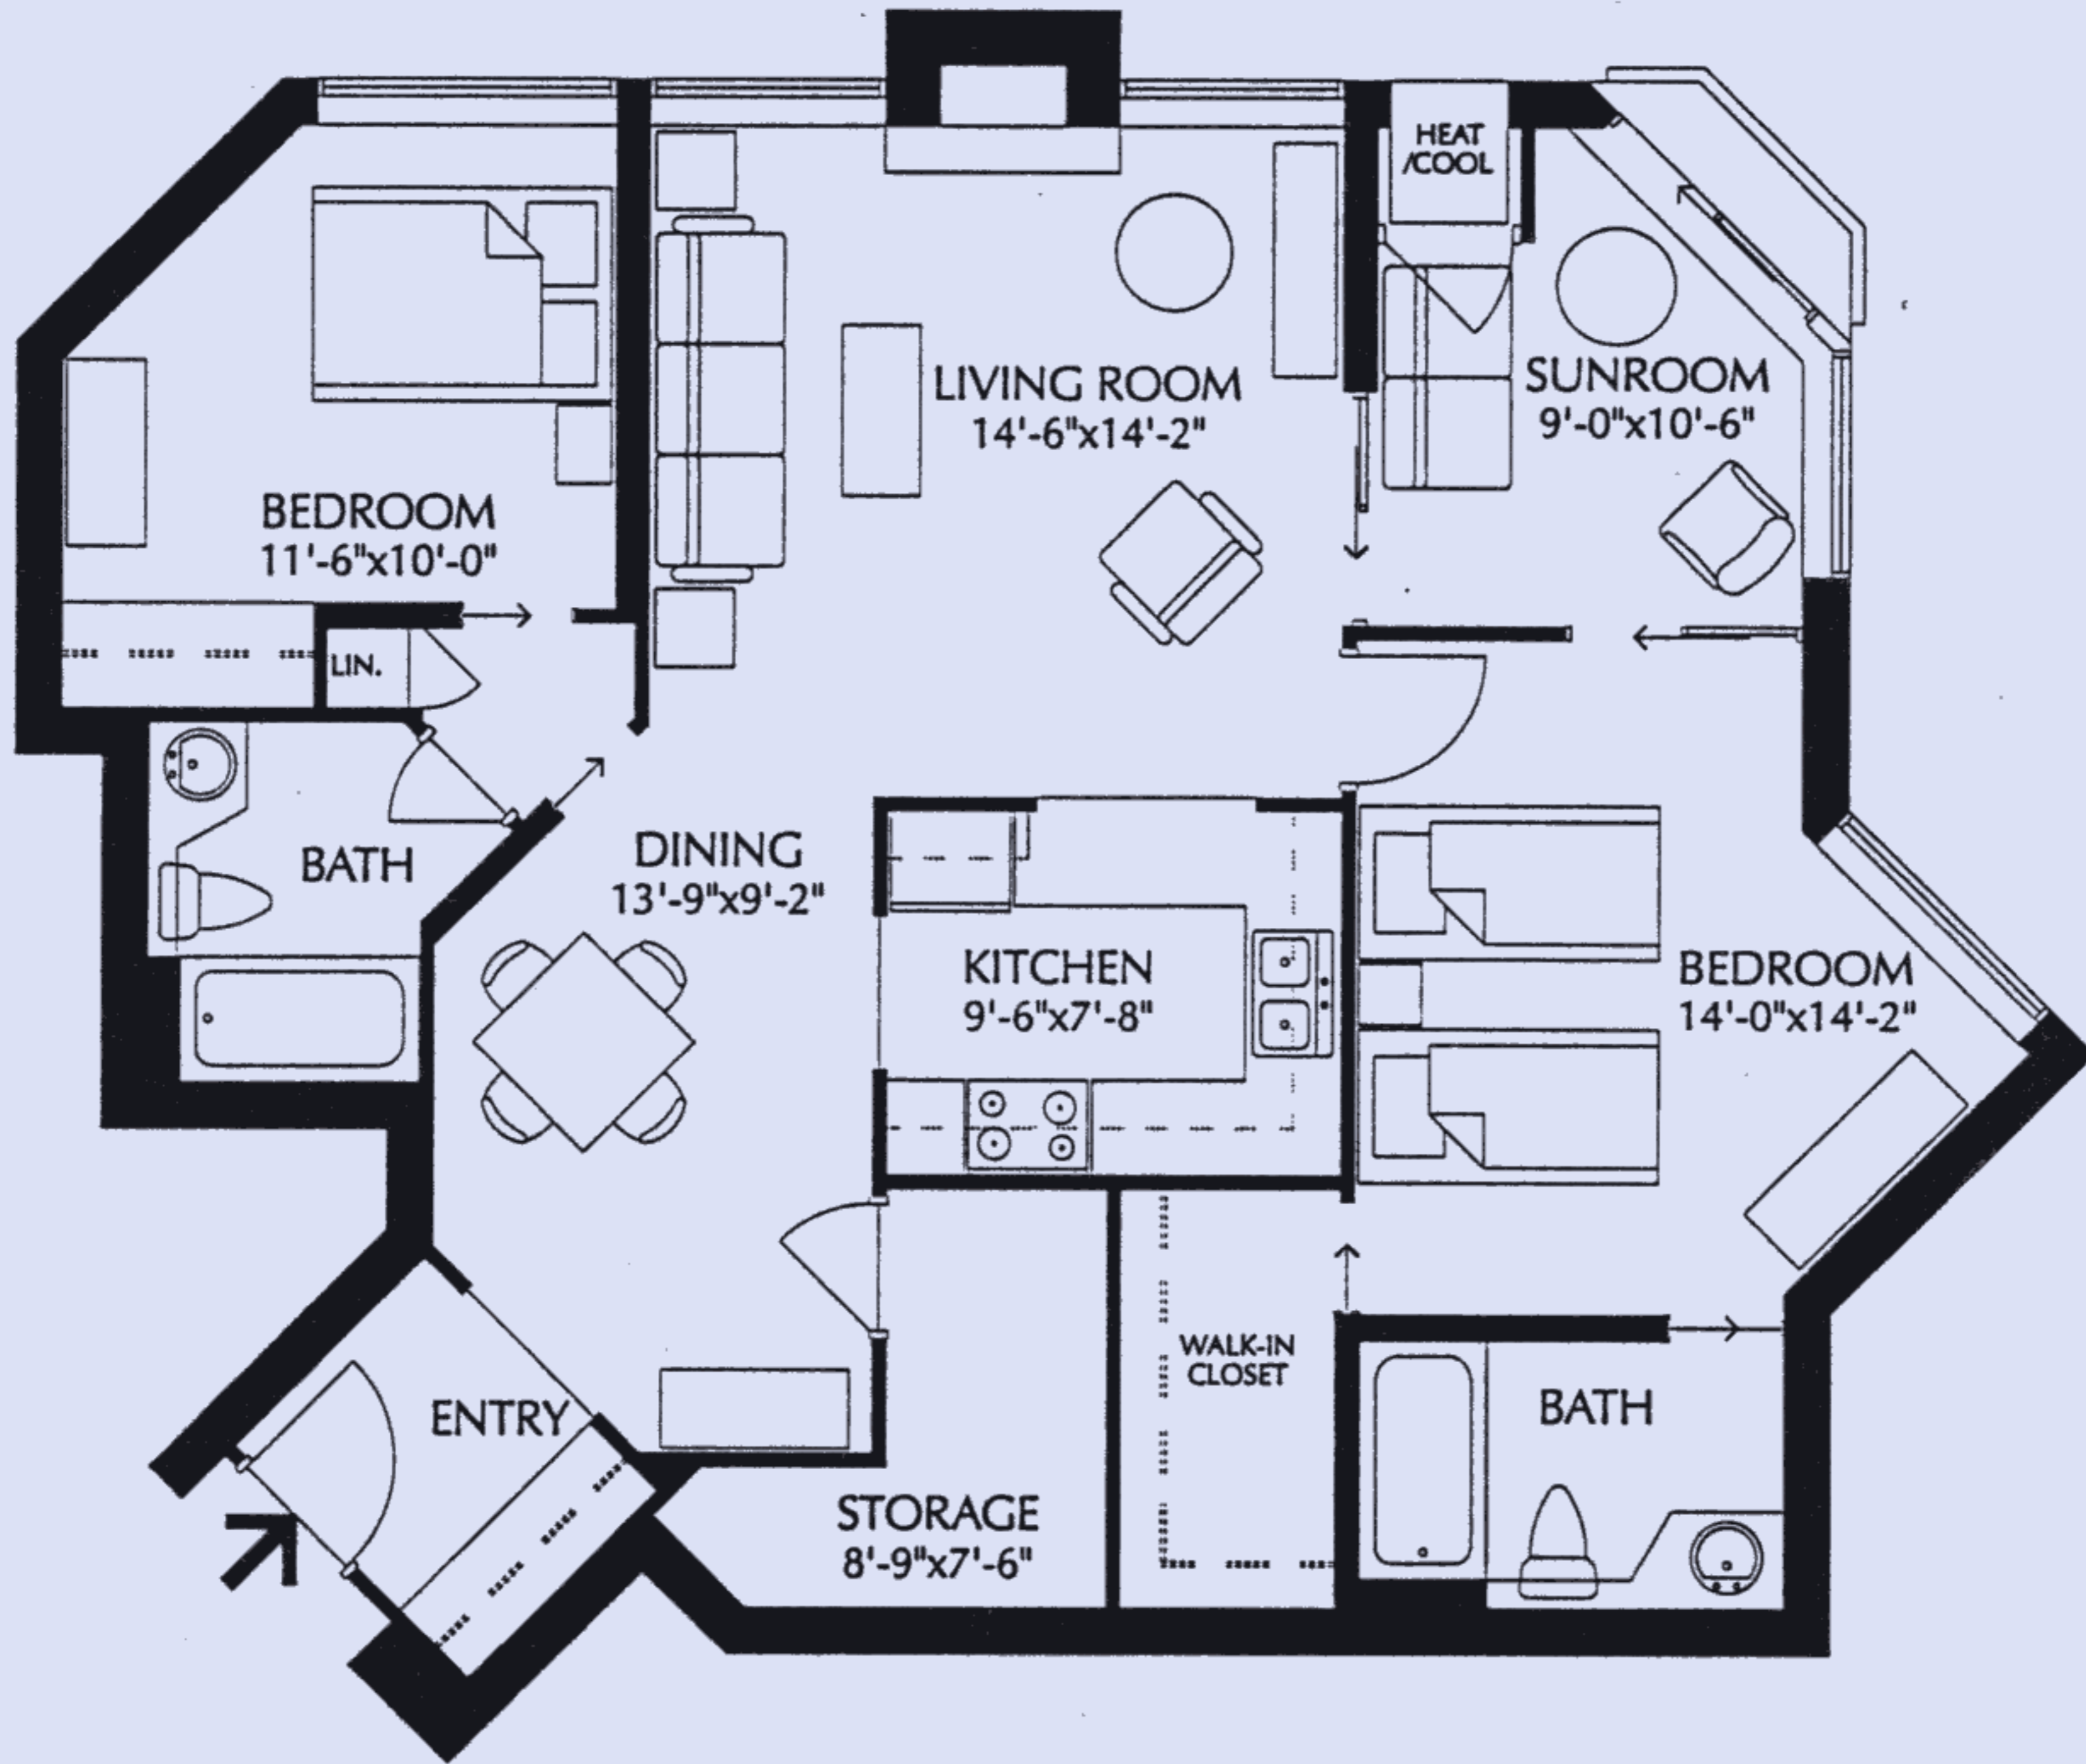 HEAT
/COOL
LIVING ROOM
14'-6"x14'-2"
SUNROOM
9'-0"x10'-6"
BEDROOM
11'-6"x10'-0"
LIN.
BATH
DINING
13'-9"x9'-2"
KITCHEN
9'-6"x7'-8"
BEDROOM
14'-0"x14'-2"
WALK-IN
CLOSET
ENTRY
BATH
STORAGE
8'-9"x7'-6"